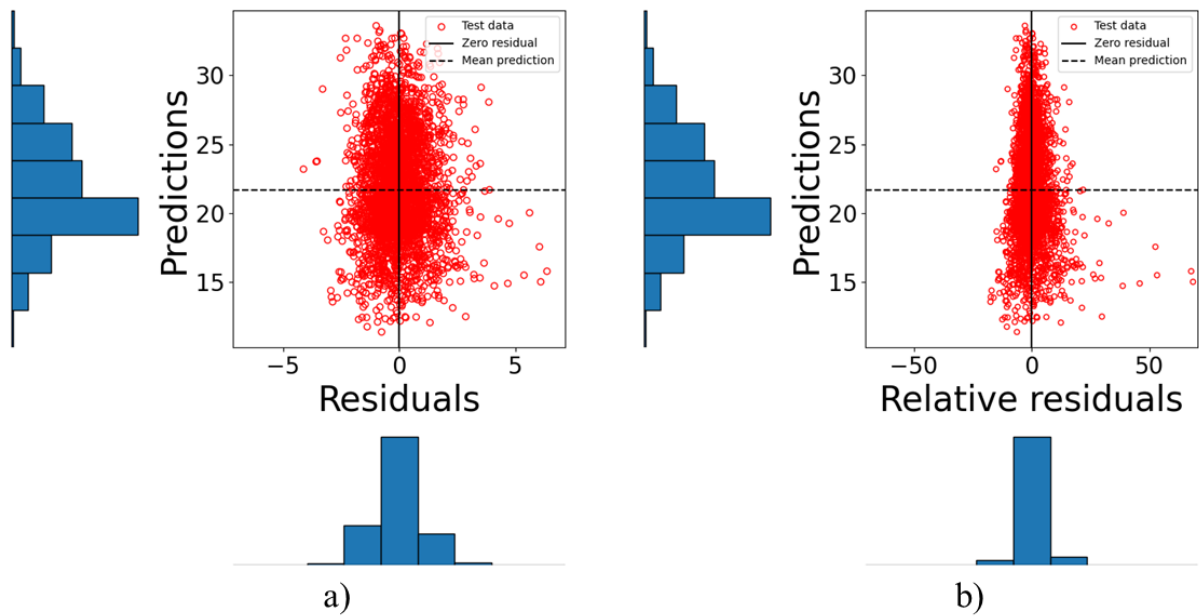 Test data
Zero residual
Mean prediction
Predictions
30
25
20
15
−5
0
5
Residuals
a)
Test data
Zero residual
Mean prediction
Predictions
30
25
20
15
−50
0
50
Relative residuals
b)